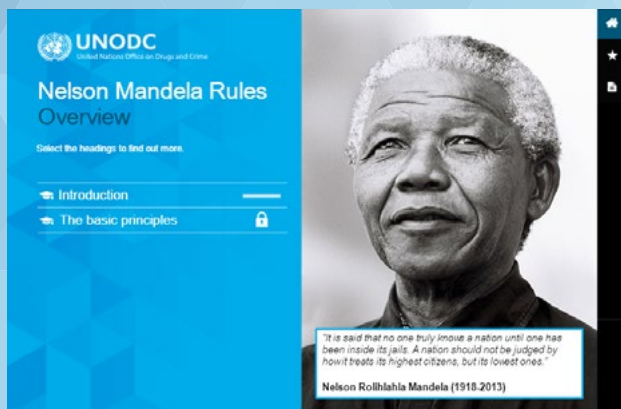 UNODC
United Nations Office on Drugs and Crime
Nelson Mandela Rules
Overview
Select the headings to find out more.
Introduction
The basic principles
"It is said that no one truly knows a nation until one has
been inside its jails. A nation should not be judged by
howit treats its highest citizens, but its lowest ones."
Nelson Rolihlahla Mandela (1918-2013)